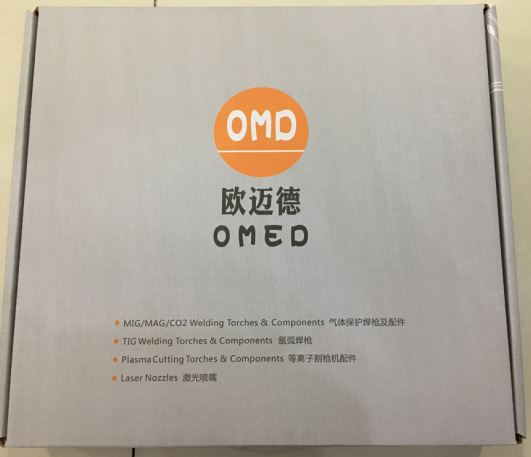 OMD
欧迈德
OMED
MIG/MAG/CO2 Welding Torches & Components 气体保护焊枪及配件
TIG Welding Torches & Components 氩弧焊枪
Plasma Cutting Torches & Components 等离子割枪机配件
Laser Nozzles 激光喷嘴